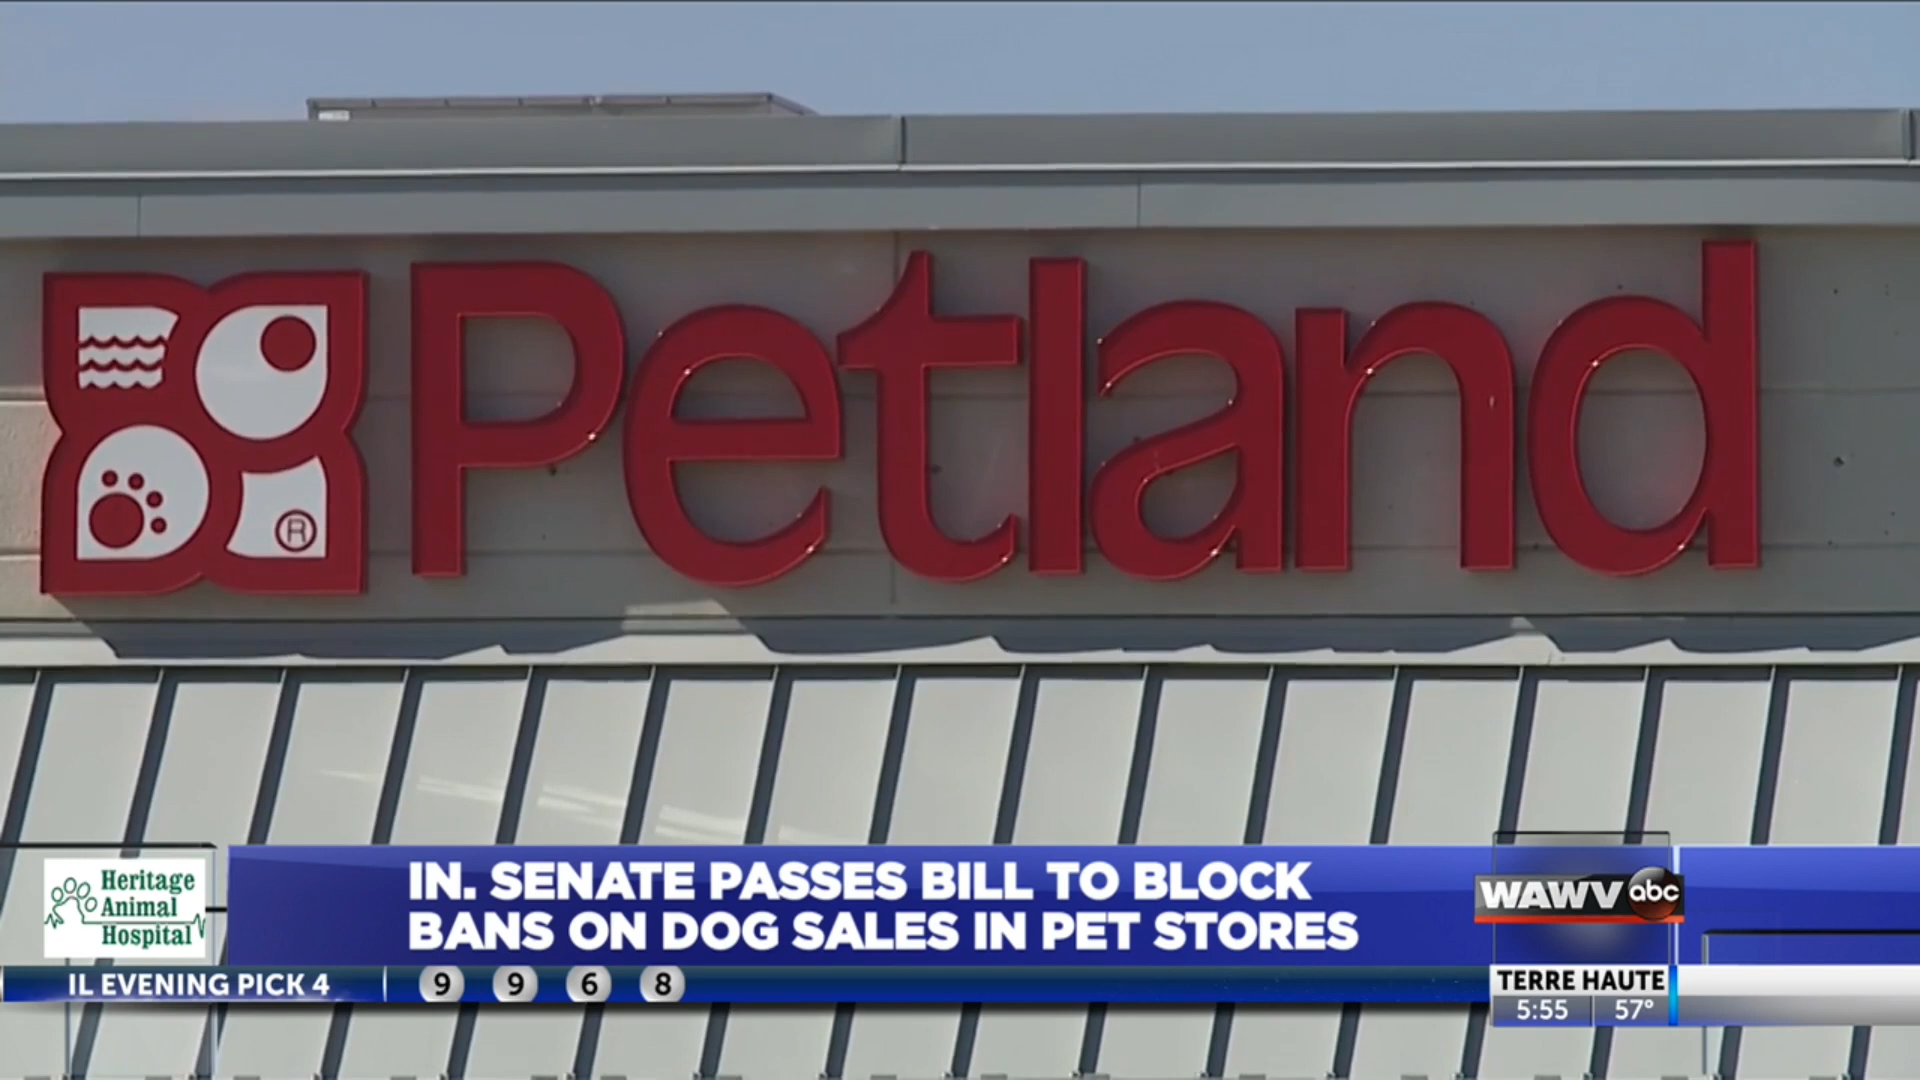 Petland
®
Heritage
Animal
Hospital
IN. SENATE PASSES BILL TO BLOCK
BANS ON DOG SALES IN PET STORES
WAWV abc
IL EVENING PICK 4 9 9 6 8
TERRE HAUTE
5:55 57°